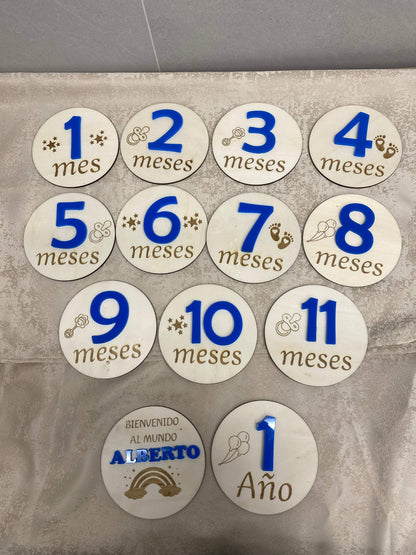 1
mes
2
meses
3
meses
4
meses
5
meses
6
meses
7
meses
8
meses
9
meses
10
meses
11
meses
BIENVENIDO
AL MUNDO
ALBERTO
1
Año